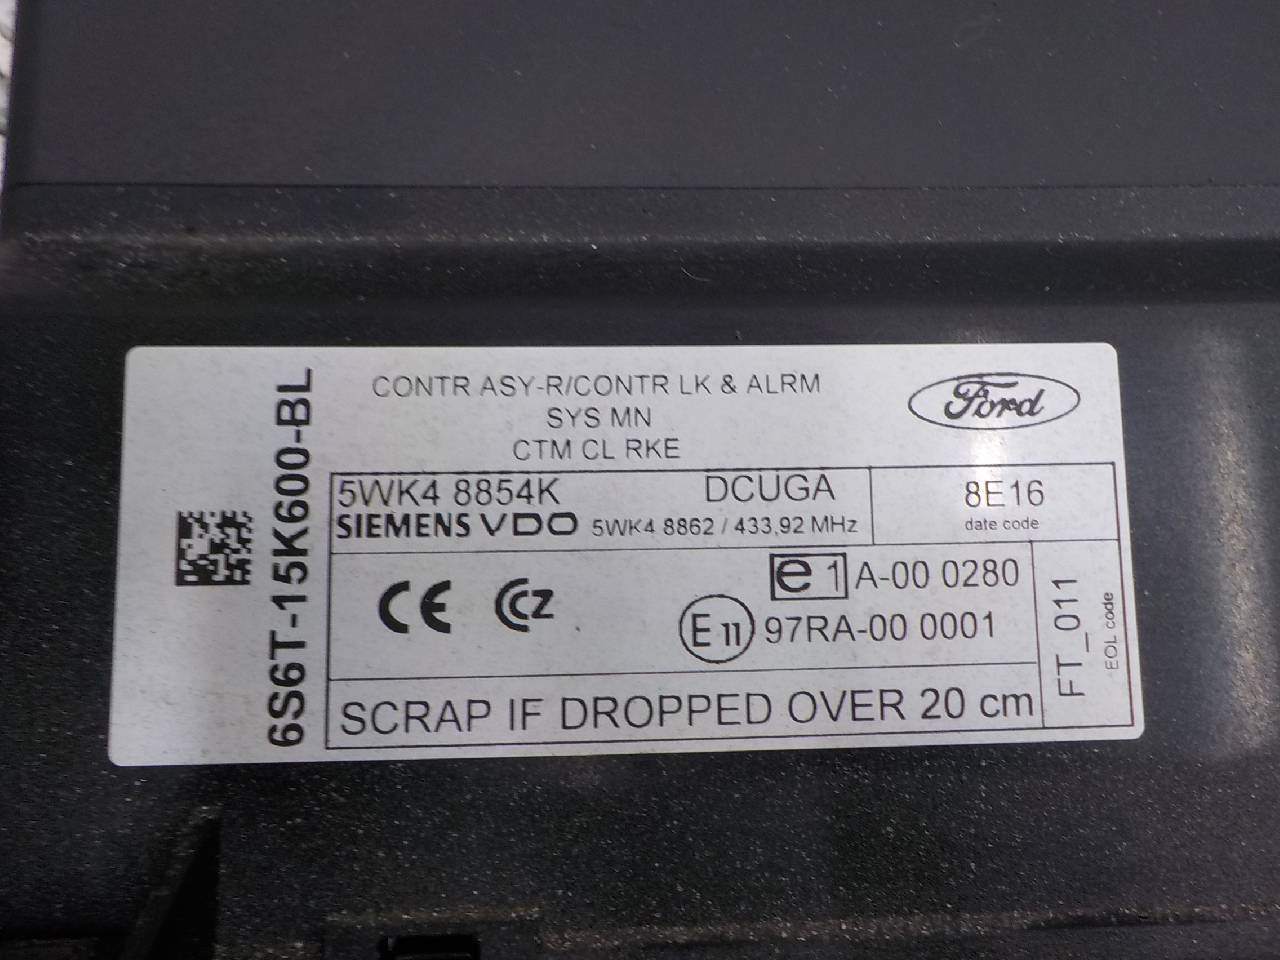 6S6T-15K600-BL
CONTR ASY-R/CONTR LK & ALRM
SYS MN
CTM CL RKE
Ford
5WK4 8854K DCUGA
SIEMENS VDO 5WK4 8862 / 433,92 MHz
8E16
date code
CE CCZ
e 1 A-00 0280
E 11 97RA-00 0001
FT_011
EOL code
SCRAP IF DROPPED OVER 20 cm